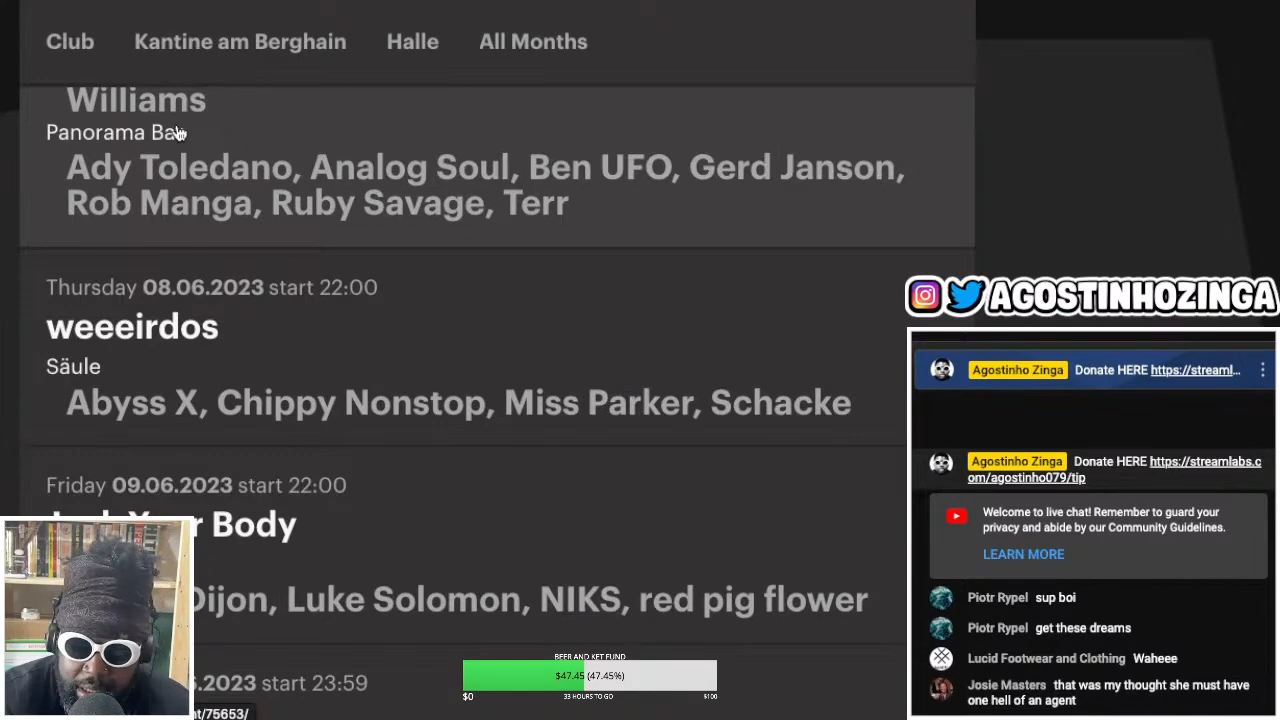 Club Kantine am Berghain Halle All Months
Williams
Panorama Bar
Ady Toledano, Analog Soul, Ben UFO, Gerd Janson,
Rob Manga, Ruby Savage, Terr
Thursday 08.06.2023 start 22:00
weeeirdos
Säule
Abyss X, Chippy Nonstop, Miss Parker, Schacke
Friday 09.06.2023 start 22:00
Body
Dijon, Luke Solomon, NIKS, red pig flower
.2023 start 23:59
nt/75653/
BEER AND KET FUND
$47.45 (47.45%)
$0 33 HOURS TO GO $100
AGOSTINHOZINGA
Agostinho Zinga Donate HERE https://streaml...
Agostinho Zinga Donate HERE https://streamlabs.c
om/agostinho079/tip
Welcome to live chat! Remember to guard your
privacy and abide by our Community Guidelines.
LEARN MORE
Piotr Rypel sup boi
Piotr Rypel get these dreams
Lucid Footwear and Clothing Waheee
Josie Masters that was my thought she must have
one hell of an agent